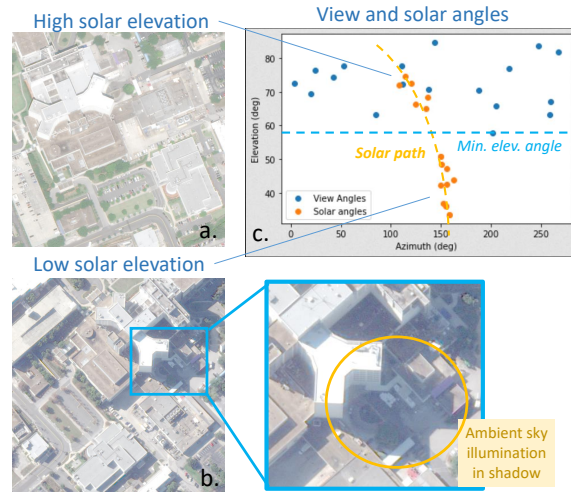 High solar elevation
View and solar angles
a.
80
70
60
50
40
Elevation (deg)
Min. elev. angle
Solar path
View Angles
Solar angles
c.
0
50
100
150
200
250
Azimuth (deg)
Low solar elevation
b.
Ambient sky
illumination
in shadow